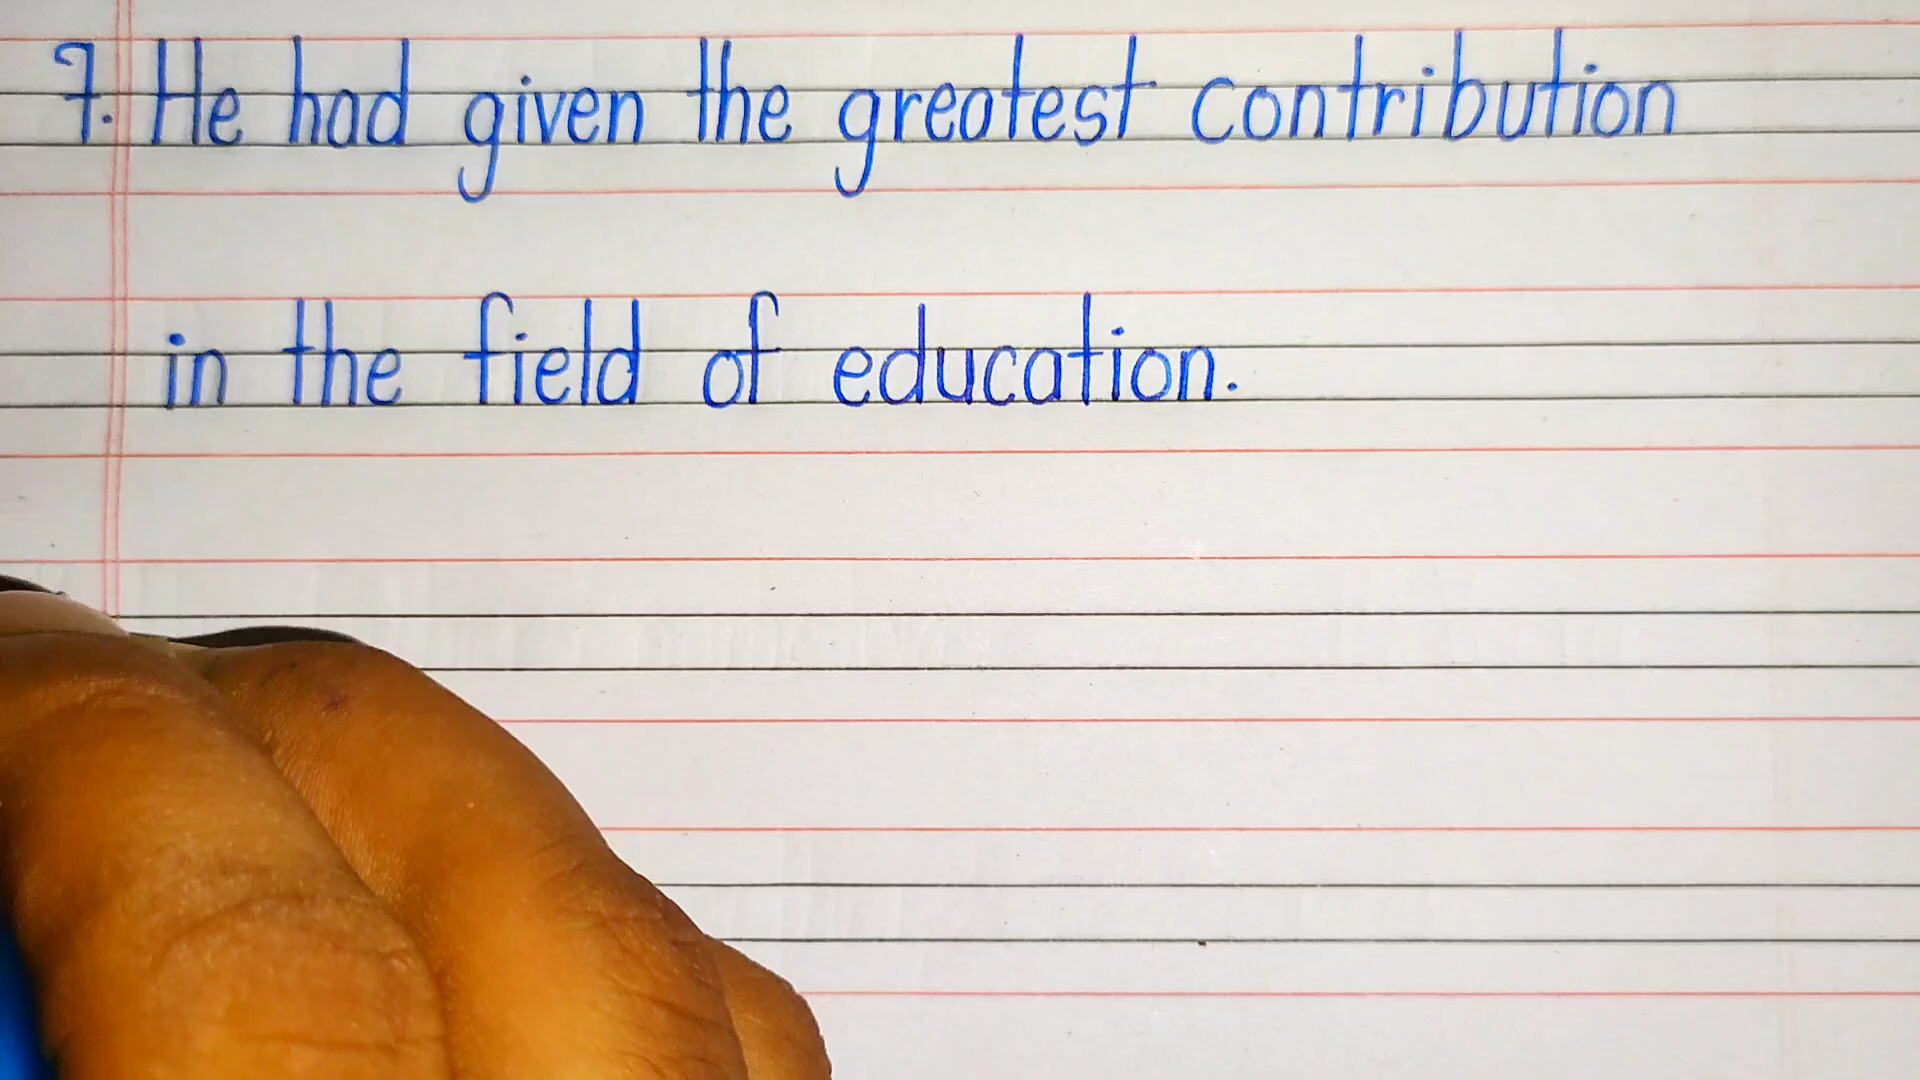 7. He had given the greatest contribution
in the field of education.